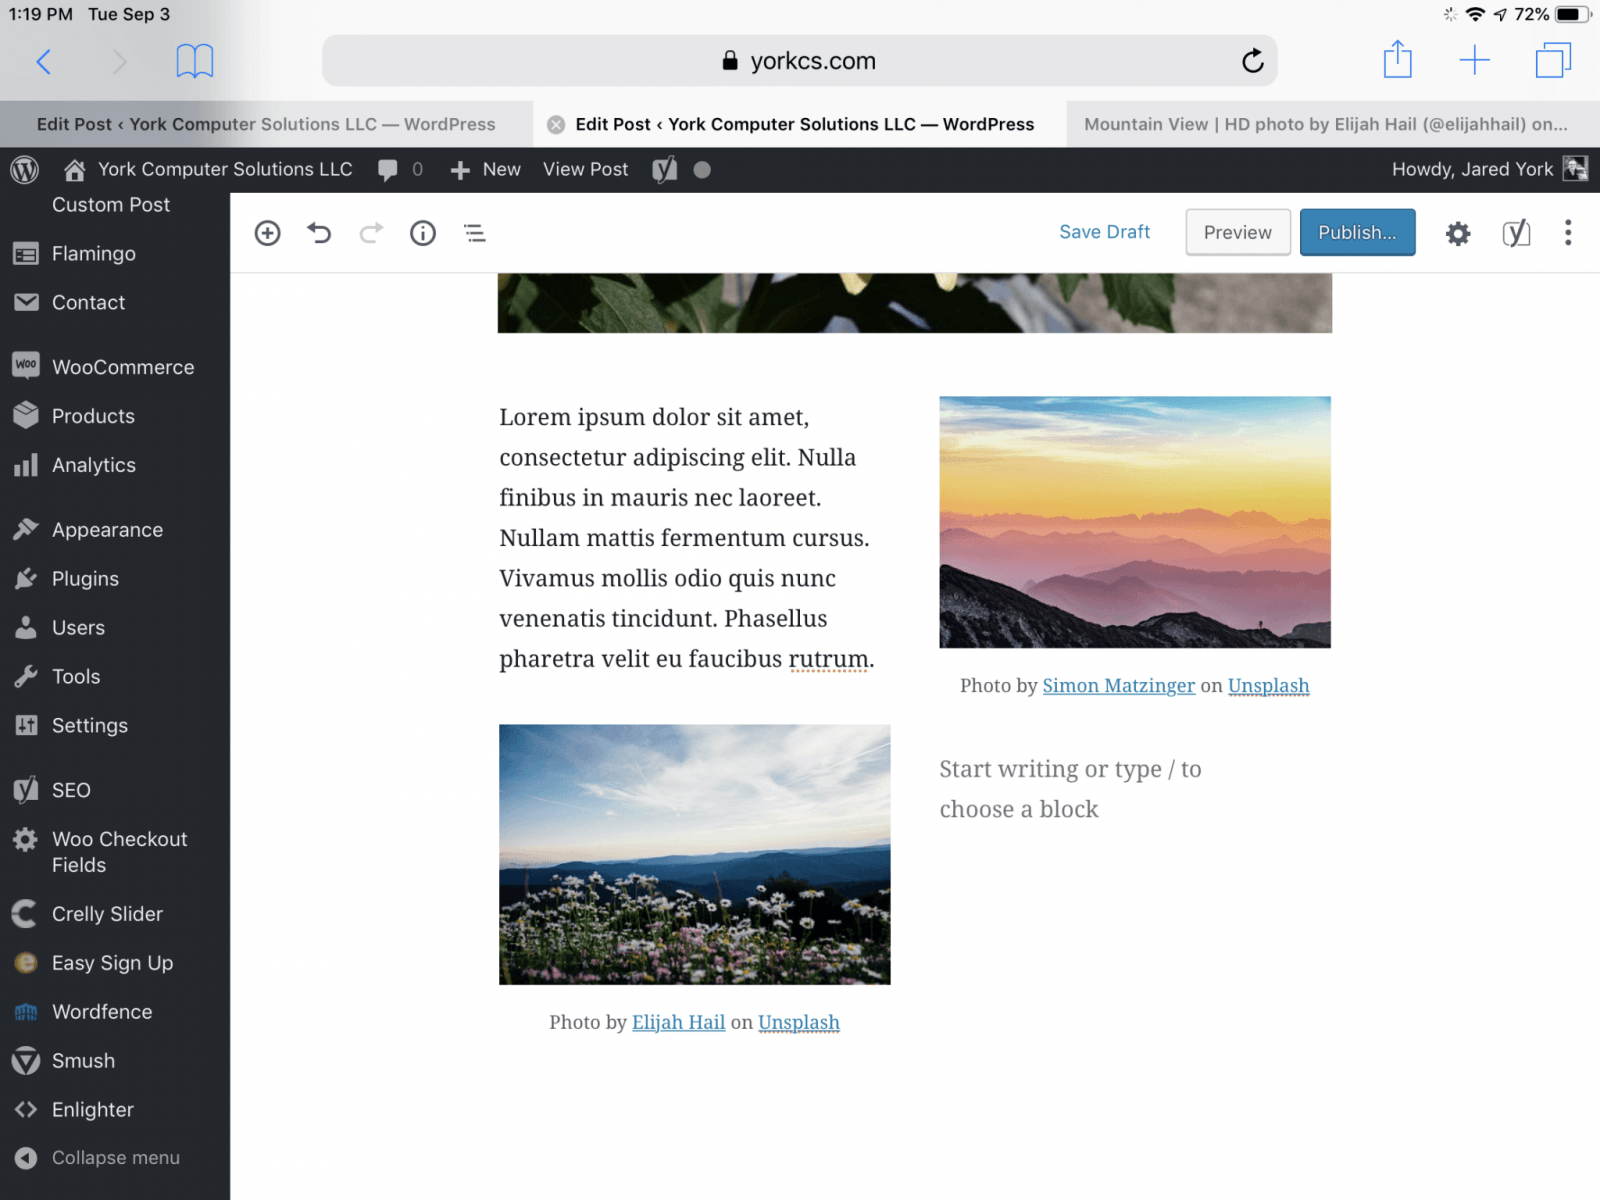 1:19 PM Tue Sep 3
72%
yorkcs.com
Edit Post ‹ York Computer Solutions LLC — WordPress
Edit Post ‹ York Computer Solutions LLC — WordPress
Mountain View | HD photo by Elijah Hail (@elijahhail) on...
York Computer Solutions LLC
0
New
View Post
Howdy, Jared York
Custom Post
Flamingo
Contact
WooCommerce
Products
Analytics
Appearance
Plugins
Users
Tools
Settings
SEO
Woo Checkout
Fields
Crelly Slider
Easy Sign Up
Wordfence
Smush
Enlighter
Collapse menu
Save Draft
Preview
Publish...
Lorem ipsum dolor sit amet,
consectetur adipiscing elit. Nulla
finibus in mauris nec laoreet.
Nullam mattis fermentum cursus.
Vivamus mollis odio quis nunc
venenatis tincidunt. Phasellus
pharetra velit eu faucibus rutrum.
Photo by Elijah Hail on Unsplash
Photo by Simon Matzinger on Unsplash
Start writing or type / to
choose a block